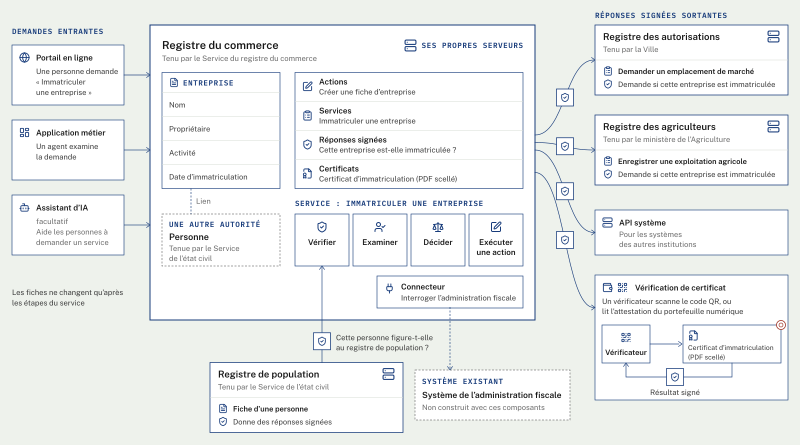 DEMANDES ENTRANTES
Portail en ligne
Une personne demande
« Immatriculer
une entreprise »
Application métier
Un agent examine
la demande
Assistant d'IA
facultatif
Aide les personnes à
demander un service
Les fiches ne changent qu'après
les étapes du service
Registre du commerce
Tenu par le Service du registre du commerce
SES PROPRES SERVEURS
ENTREPRISE
Nom
Propriétaire
Activité
Date d'immatriculation
Lien
UNE AUTRE AUTORITÉ
Personne
Tenue par le Service
de l'état civil
Actions
Créer une fiche d'entreprise
Services
Immatriculer une entreprise
Réponses signées
Cette entreprise est-elle immatriculée ?
Certificats
Certificat d'immatriculation (PDF scellé)
SERVICE : IMMATRICULER UNE ENTREPRISE
Vérifier
Examiner
Décider
Exécuter
une action
Connecteur
Interroger l'administration fiscale
Cette personne figure-t-elle
au registre de population ?
Registre de population
Tenu par le Service de l'état civil
Fiche d'une personne
Donne des réponses signées
SYSTÈME EXISTANT
Système de l'administration fiscale
Non construit avec ces composants
RÉPONSES SIGNÉES SORTANTES
Registre des autorisations
Tenu par la Ville
Demander un emplacement de marché
Demande si cette entreprise est immatriculée
Registre des agriculteurs
Tenu par le ministère de l'Agriculture
Enregistrer une exploitation agricole
Demande si cette entreprise est immatriculée
API système
Pour les systèmes
des autres institutions
Vérification de certificat
Un vérificateur scanne le code QR, ou
lit l'attestation du portefeuille numérique
Vérificateur
Certificat d'immatriculation
(PDF scellé)
Résultat signé